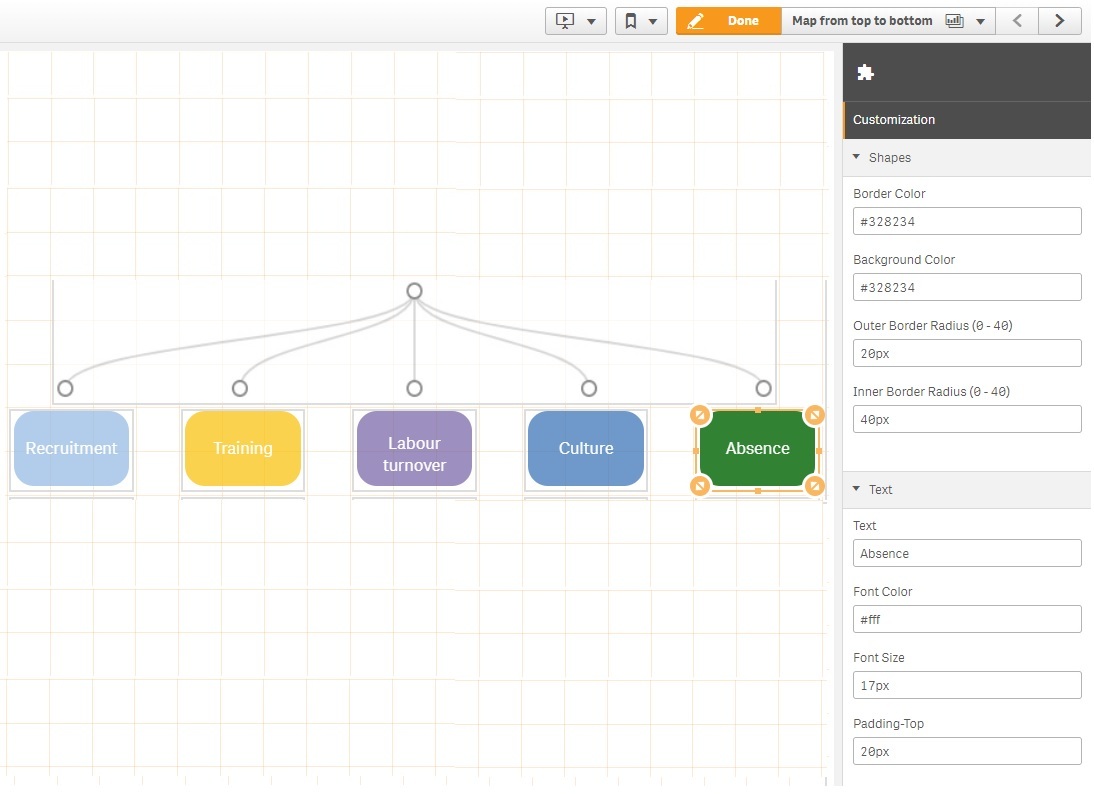 Done
Map from top to bottom
Customization
Shapes
Border Color
#328234
Background Color
#328234
Outer Border Radius (0 - 40)
20px
Inner Border Radius (0 - 40)
40px
Recruitment
Training
Labour
turnover
Culture
Absence
Text
Text
Absence
Font Color
#fff
Font Size
17px
Padding-Top
20px